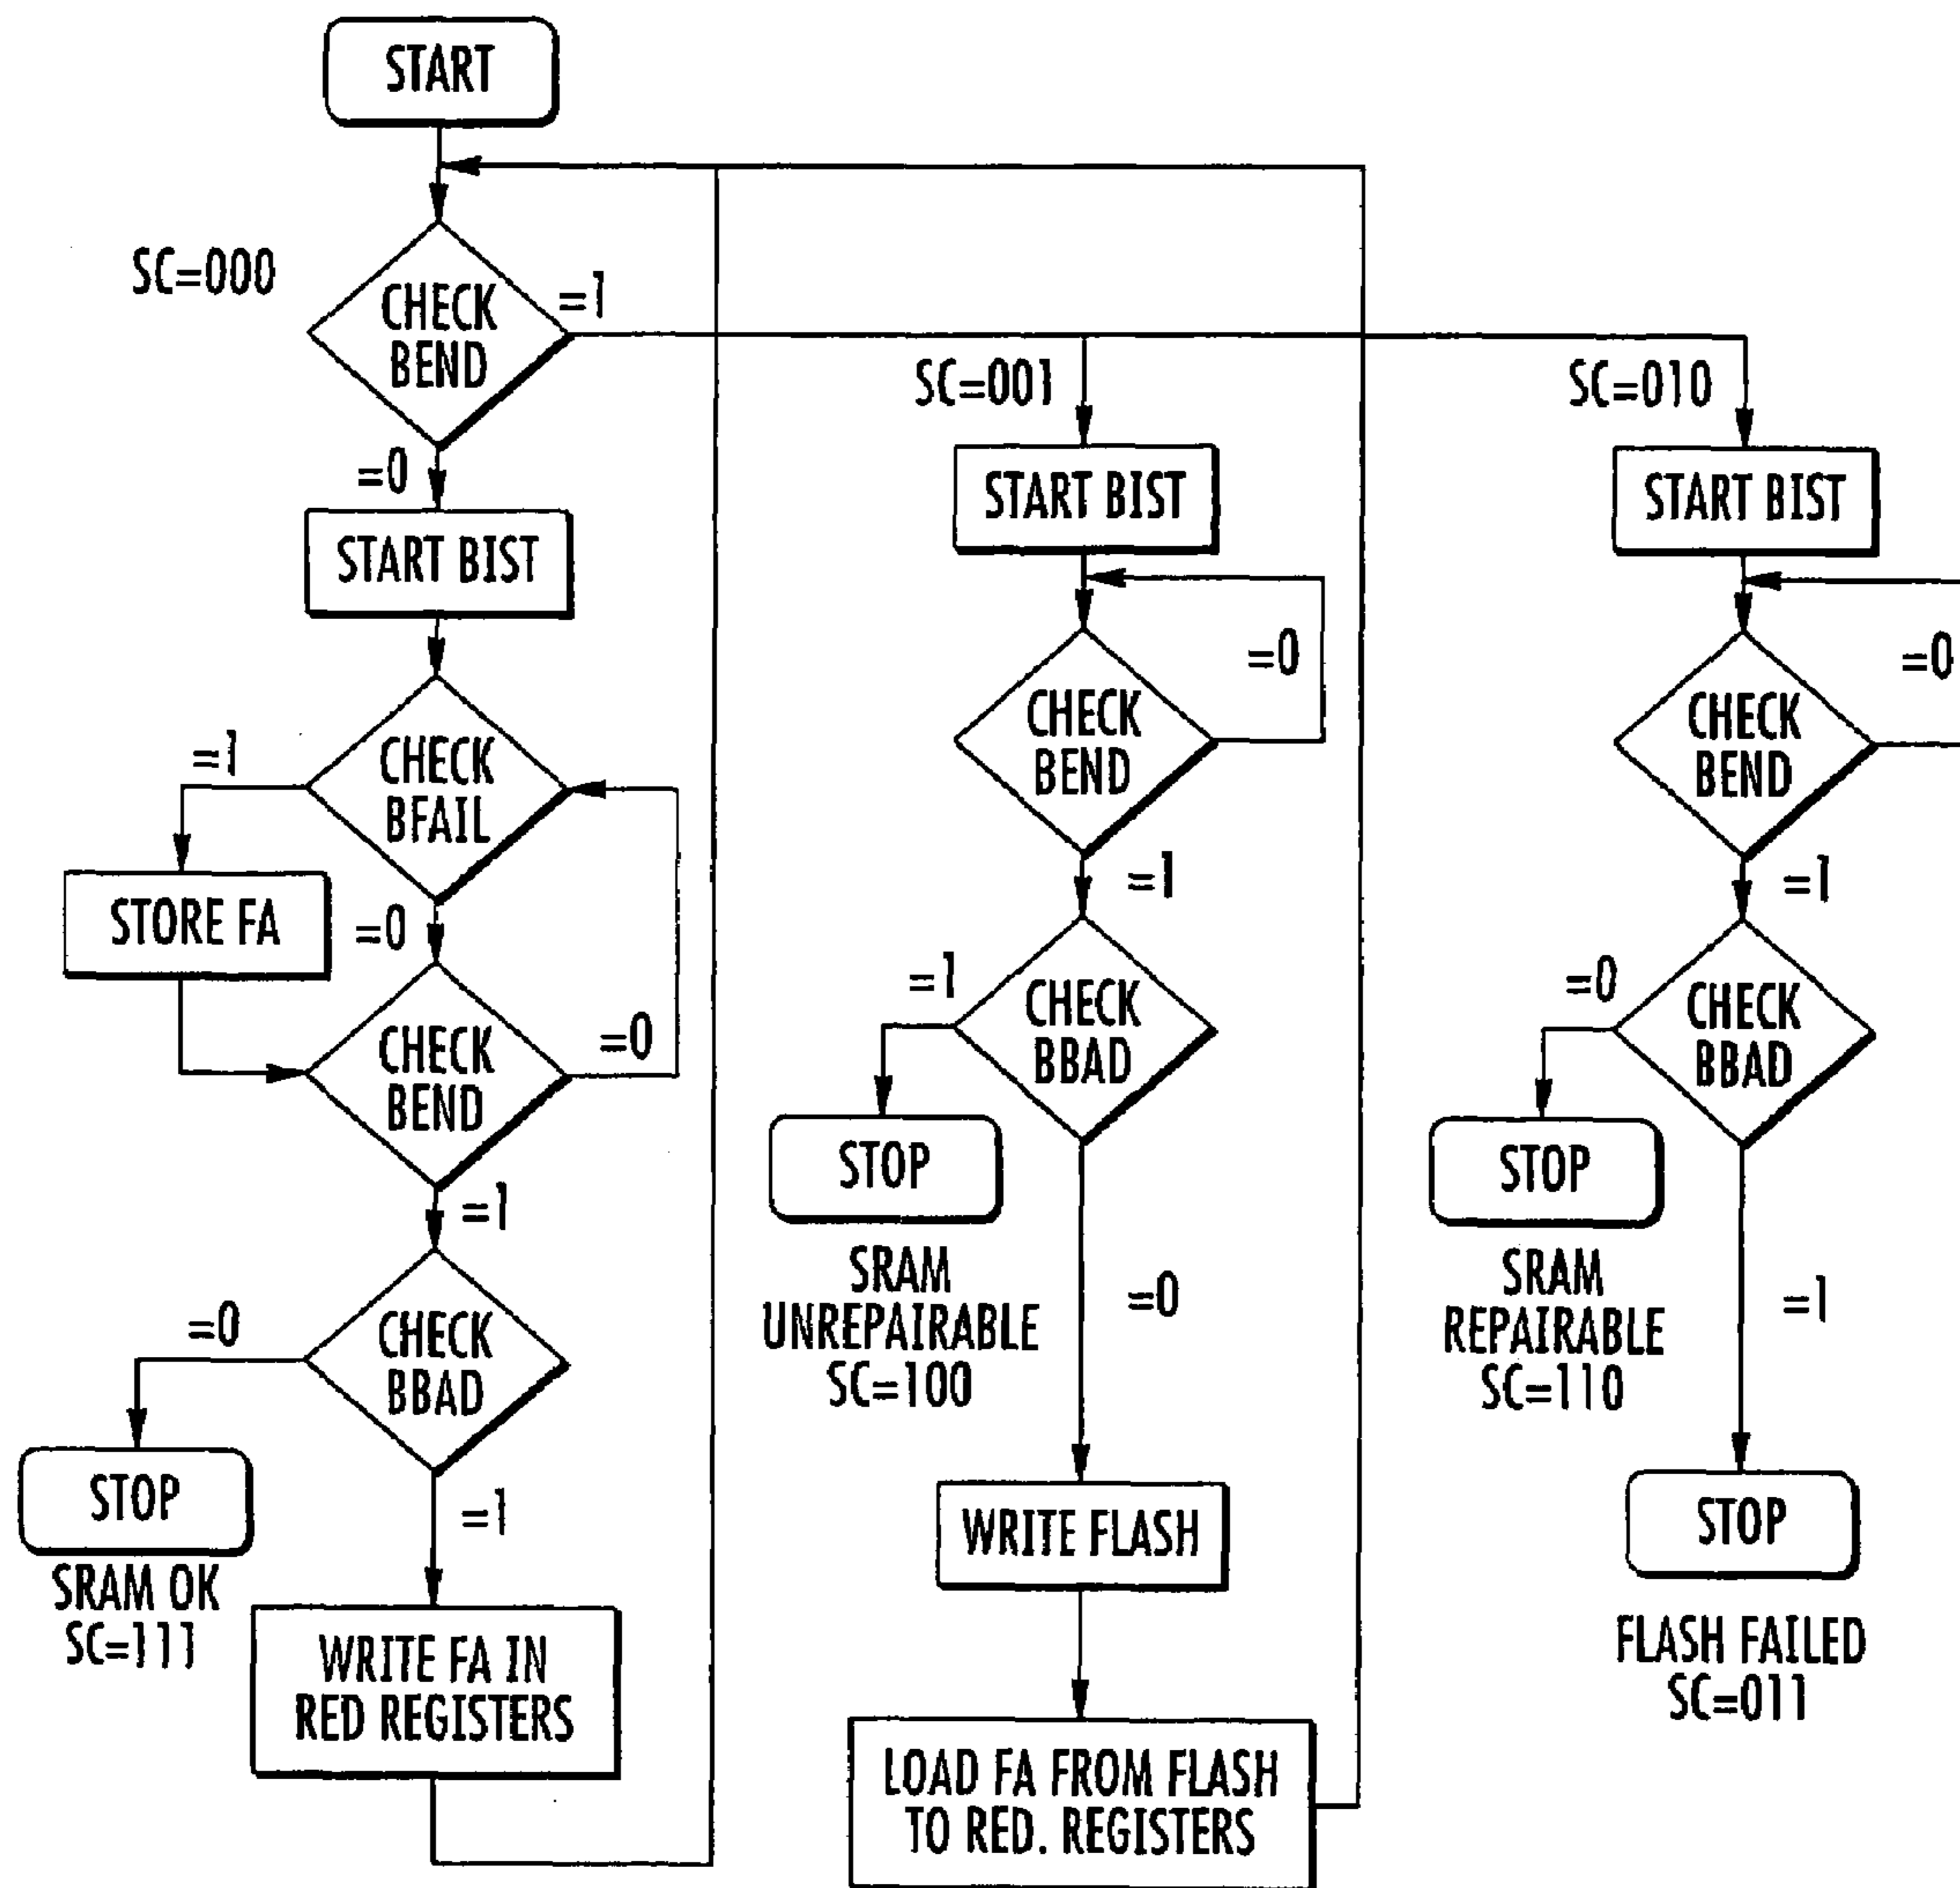 START
SC=000
CHECK
BEND
=1
=0
START BIST
CHECK
BFAIL
=1
STORE FA
=0
CHECK
BEND
=0
=1
CHECK
BBAD
=0
STOP
SRAM OK
SC=111
=1
WRITE FA IN
RED REGISTERS
SC=001
START BIST
CHECK
BEND
=0
=1
CHECK
BBAD
=1
STOP
SRAM
UNREPAIRABLE
SC=100
=0
WRITE FLASH
LOAD FA FROM FLASH
TO RED. REGISTERS
SC=010
START BIST
CHECK
BEND
=0
=1
CHECK
BBAD
=0
STOP
SRAM
REPAIRABLE
SC=110
=1
STOP
FLASH FAILED
SC=011